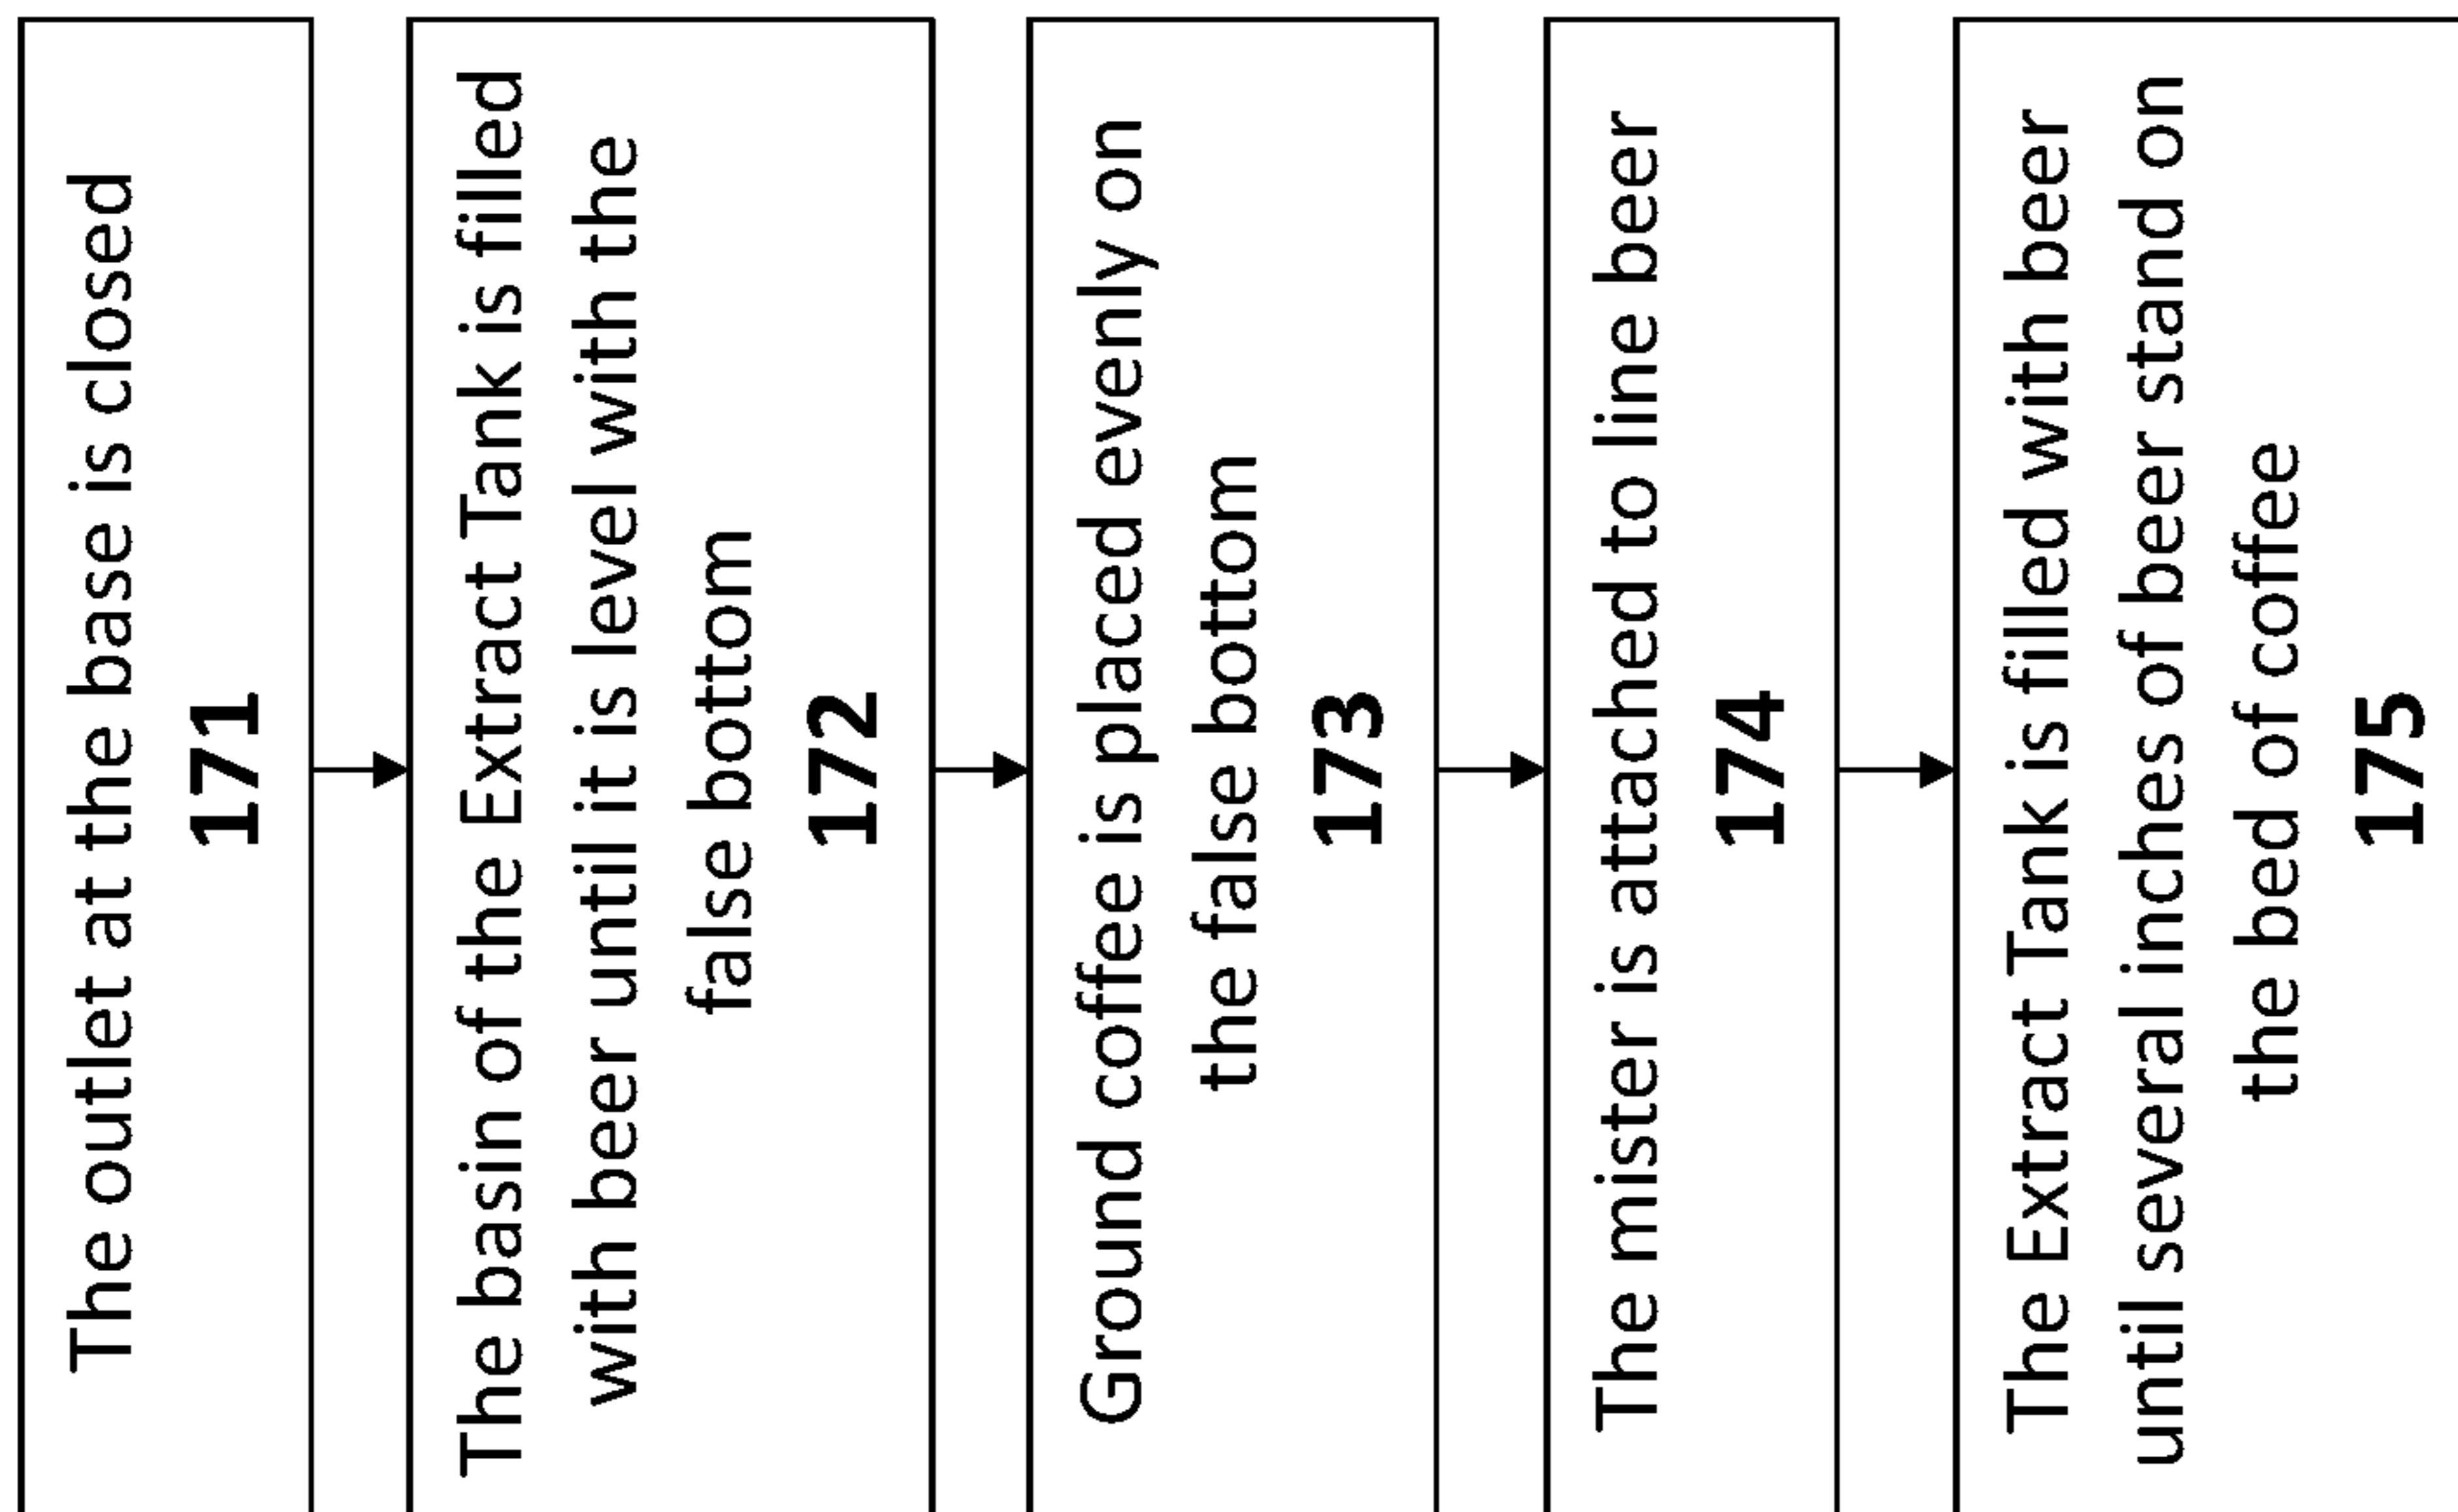 The outlet at the base is closed
171
The basin of the Extract Tank is filled
with beer until it is level with the
false bottom
172
Ground coffee is placed evenly on
the false bottom
173
The mister is attached to line beer
174
The Extract Tank is filled with beer
until several inches of beer stand on
the bed of coffee
175